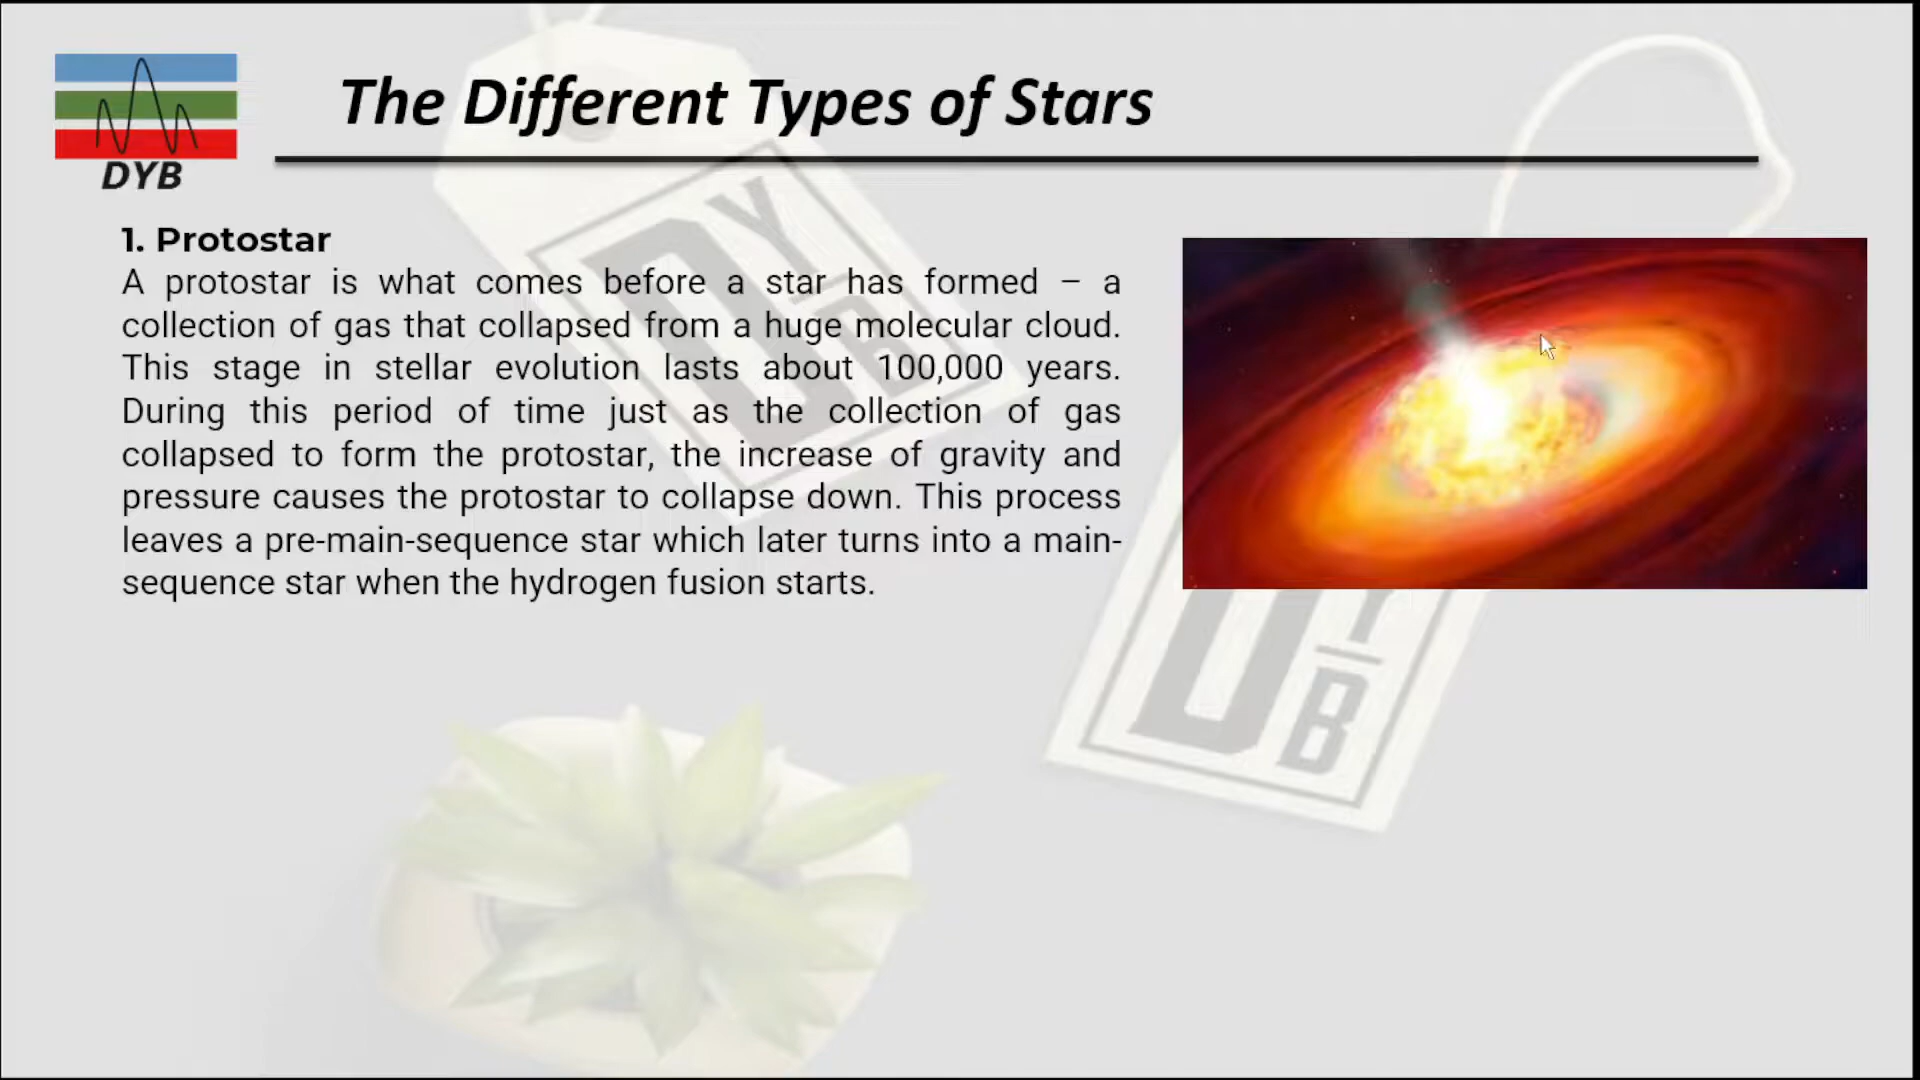 The Different Types of Stars
DYB
1. Protostar
A protostar is what comes before a star has formed – a
collection of gas that collapsed from a huge molecular cloud.
This stage in stellar evolution lasts about 100,000 years.
During this period of time just as the collection of gas
collapsed to form the protostar, the increase of gravity and
pressure causes the protostar to collapse down. This process
leaves a pre-main-sequence star which later turns into a main-
sequence star when the hydrogen fusion starts.
DYB
DYB